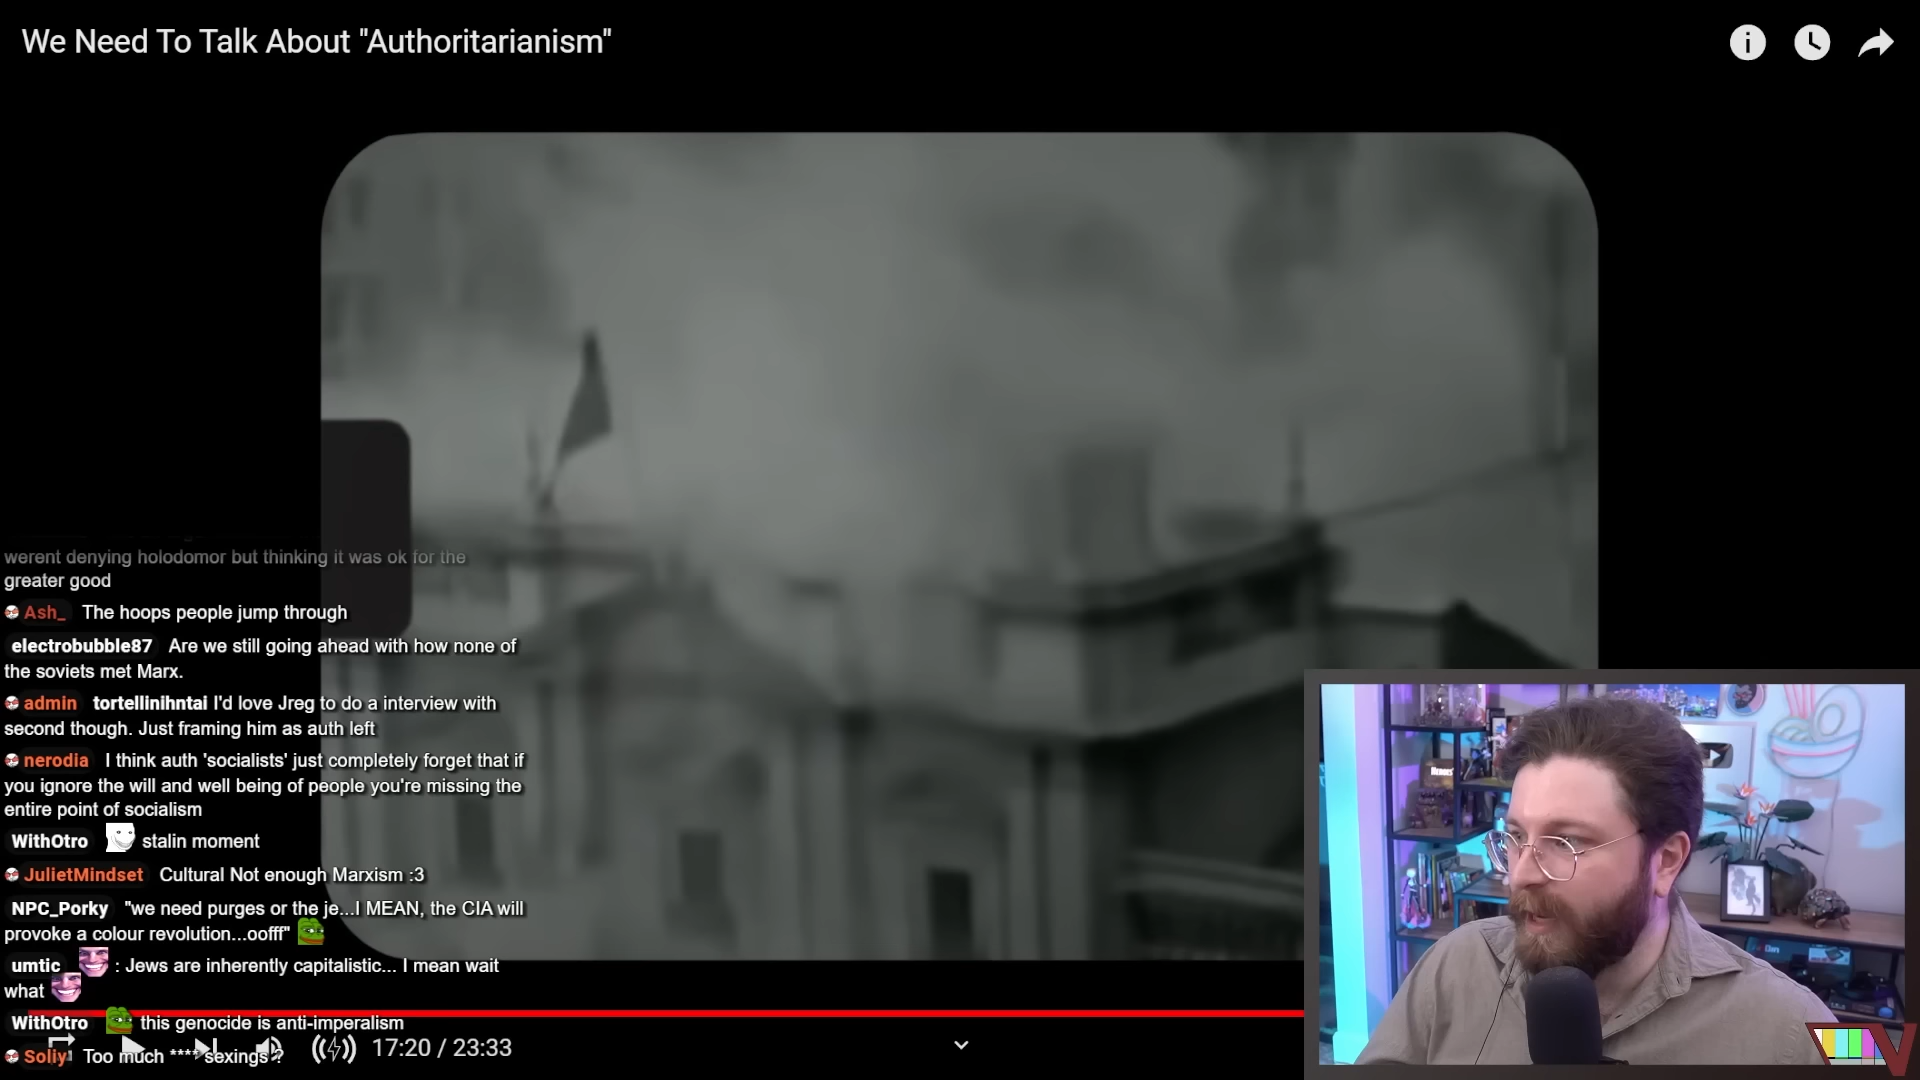 We Need To Talk About "Authoritarianism"
werent denying holodomor but thinking it was ok for the
greater good
Ash_ The hoops people jump through
electrobubble87 Are we still going ahead with how none of
the soviets met Marx.
admin tortellinihntai I'd love Jreg to do a interview with
second though. Just framing him as auth left
nerodia I think auth 'socialists' just completely forget that if
you ignore the will and well being of people you're missing the
entire point of socialism
WithOtro stalin moment
JulietMindset Cultural Not enough Marxism :3
NPC_Porky "we need purges or the je...I MEAN, the CIA will
provoke a colour revolution...oofff"
umtic : Jews are inherently capitalistic... I mean wait
what
WithOtro this genocide is anti-imperalism
Soliy Too much **** sexings ?
17:20 / 23:33